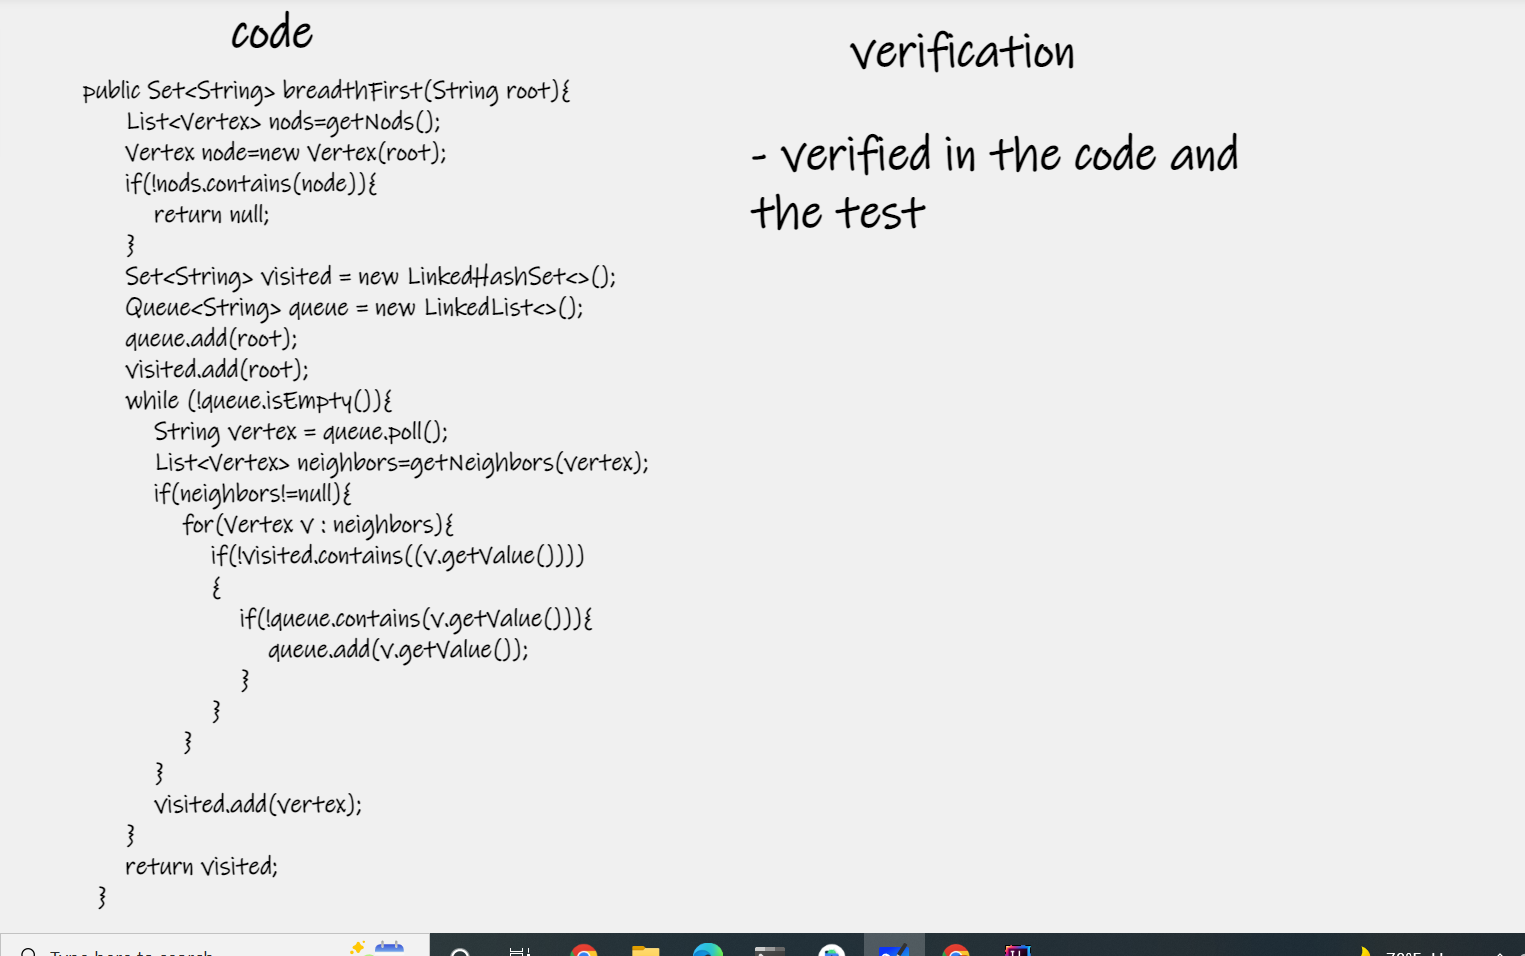 code
public Set<String> breadthFirst(String root){
List<Vertex> nods=getNods();
Vertex node=new Vertex(root);
if(!nods.contains(node)){
return null;
}
Set<String> visited = new LinkedHashSet<>();
Queue<String> queue = new LinkedList<>();
queue.add(root);
visited.add(root);
while (!queue.isEmpty()){
String vertex = queue.poll();
List<Vertex> neighbors=getNeighbors(vertex);
if(neighbors!=null){
for(Vertex v : neighbors){
if(!visited.contains((v.getValue())))
{
if(!queue.contains(v.getValue())){
queue.add(v.getValue());
}
}
}
}
visited.add(vertex);
}
return visited;
}
verification
- verified in the code and
the test
Type here to search